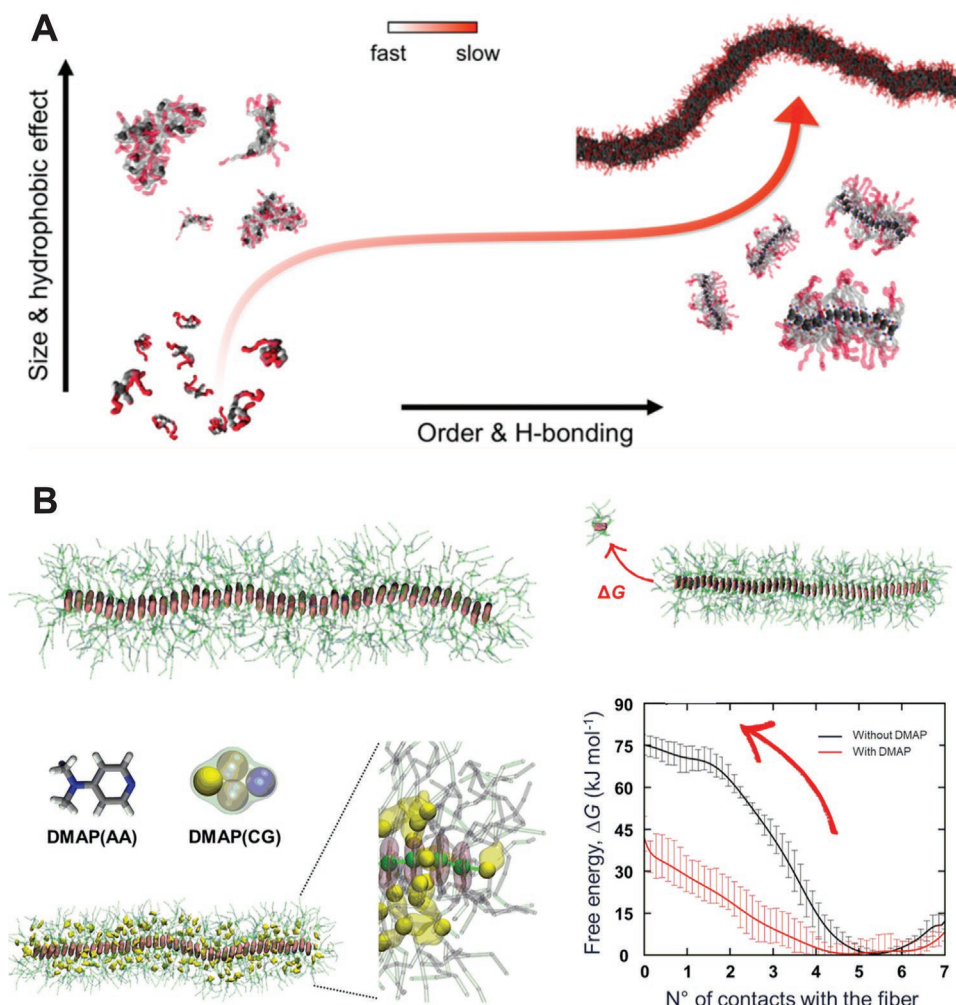 A
fast slow
Size & hydrophobic effect
Order & H-bonding
B
ΔG
DMAP(AA) DMAP(CG)
Free energy, ΔG (kJ mol⁻¹)
90
75
60
45
30
15
0
Without DMAP
With DMAP
0 1 2 3 4 5 6 7
N° of contacts with the fiber